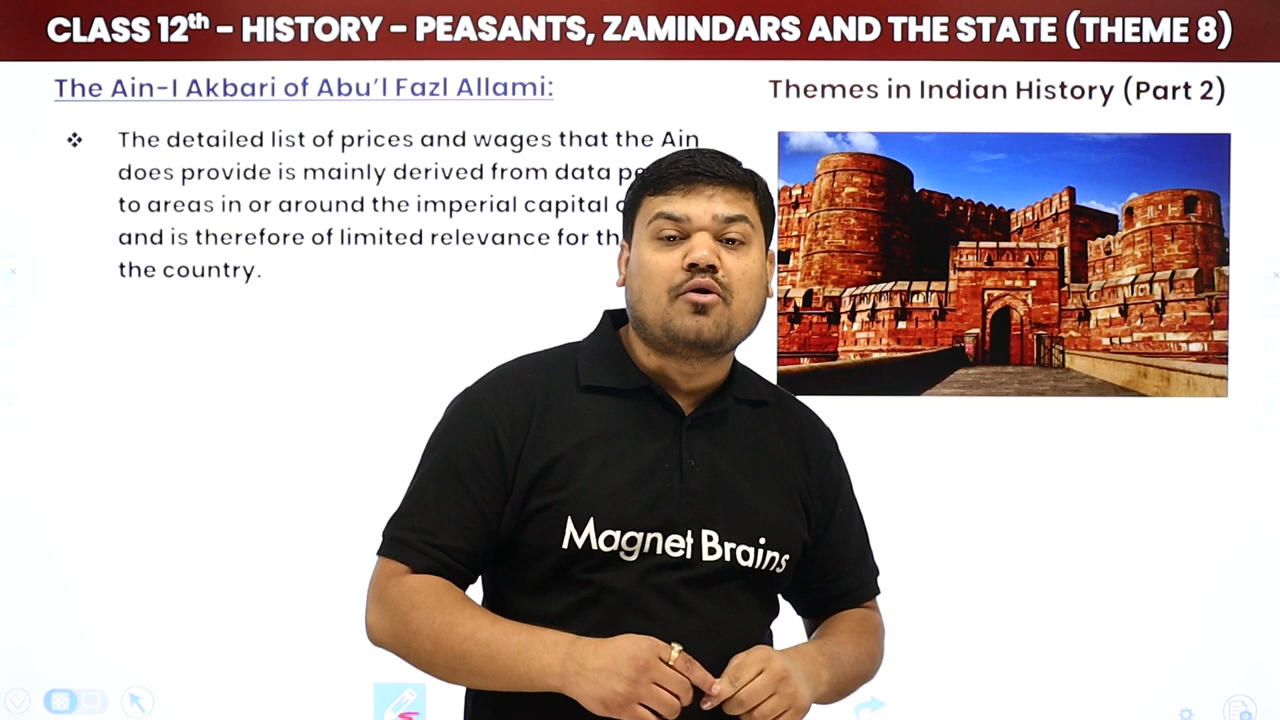 CLASS 12th – HISTORY – PEASANTS, ZAMINDARS AND THE STATE (THEME 8)
The Ain-I Akbari of Abu'l Fazl Allami:
Themes in Indian History (Part 2)
❖ The detailed list of prices and wages that the Ain
does provide is mainly derived from data
to areas in or around the imperial capital
and is therefore of limited relevance for
the country.
Magnet Brains